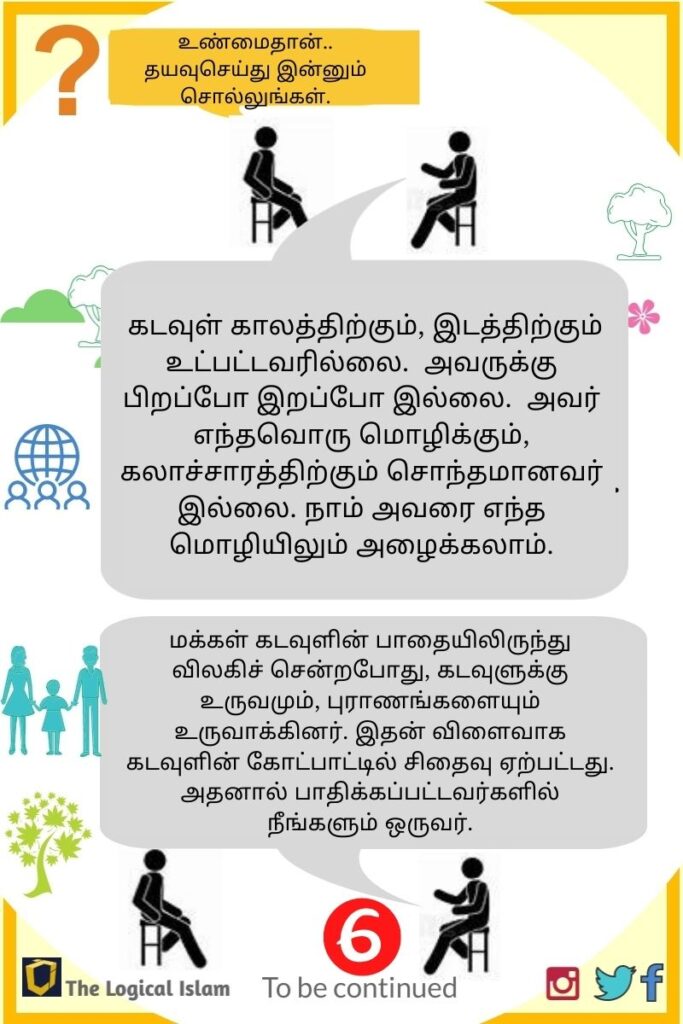 ?
உண்மைதான்..
தயவுசெய்து இன்னும்
சொல்லுங்கள்.
கடவுள் காலத்திற்கும், இடத்திற்கும்
உட்பட்டவரில்லை. அவருக்கு
பிறப்போ இறப்போ இல்லை. அவர்
எந்தவொரு மொழிக்கும்,
கலாச்சாரத்திற்கும் சொந்தமானவர் ,
இல்லை. நாம் அவரை எந்த
மொழியிலும் அழைக்கலாம்.
மக்கள் கடவுளின் பாதையிலிருந்து
விலகிச் சென்றபோது, கடவுளுக்கு
உருவமும், புராணங்களையும்
உருவாக்கினர். இதன் விளைவாக
கடவுளின் கோட்பாட்டில் சிதைவு ஏற்பட்டது.
அதனால் பாதிக்கப்பட்டவர்களில்
நீங்களும் ஒருவர்.
6
The Logical Islam To be continued